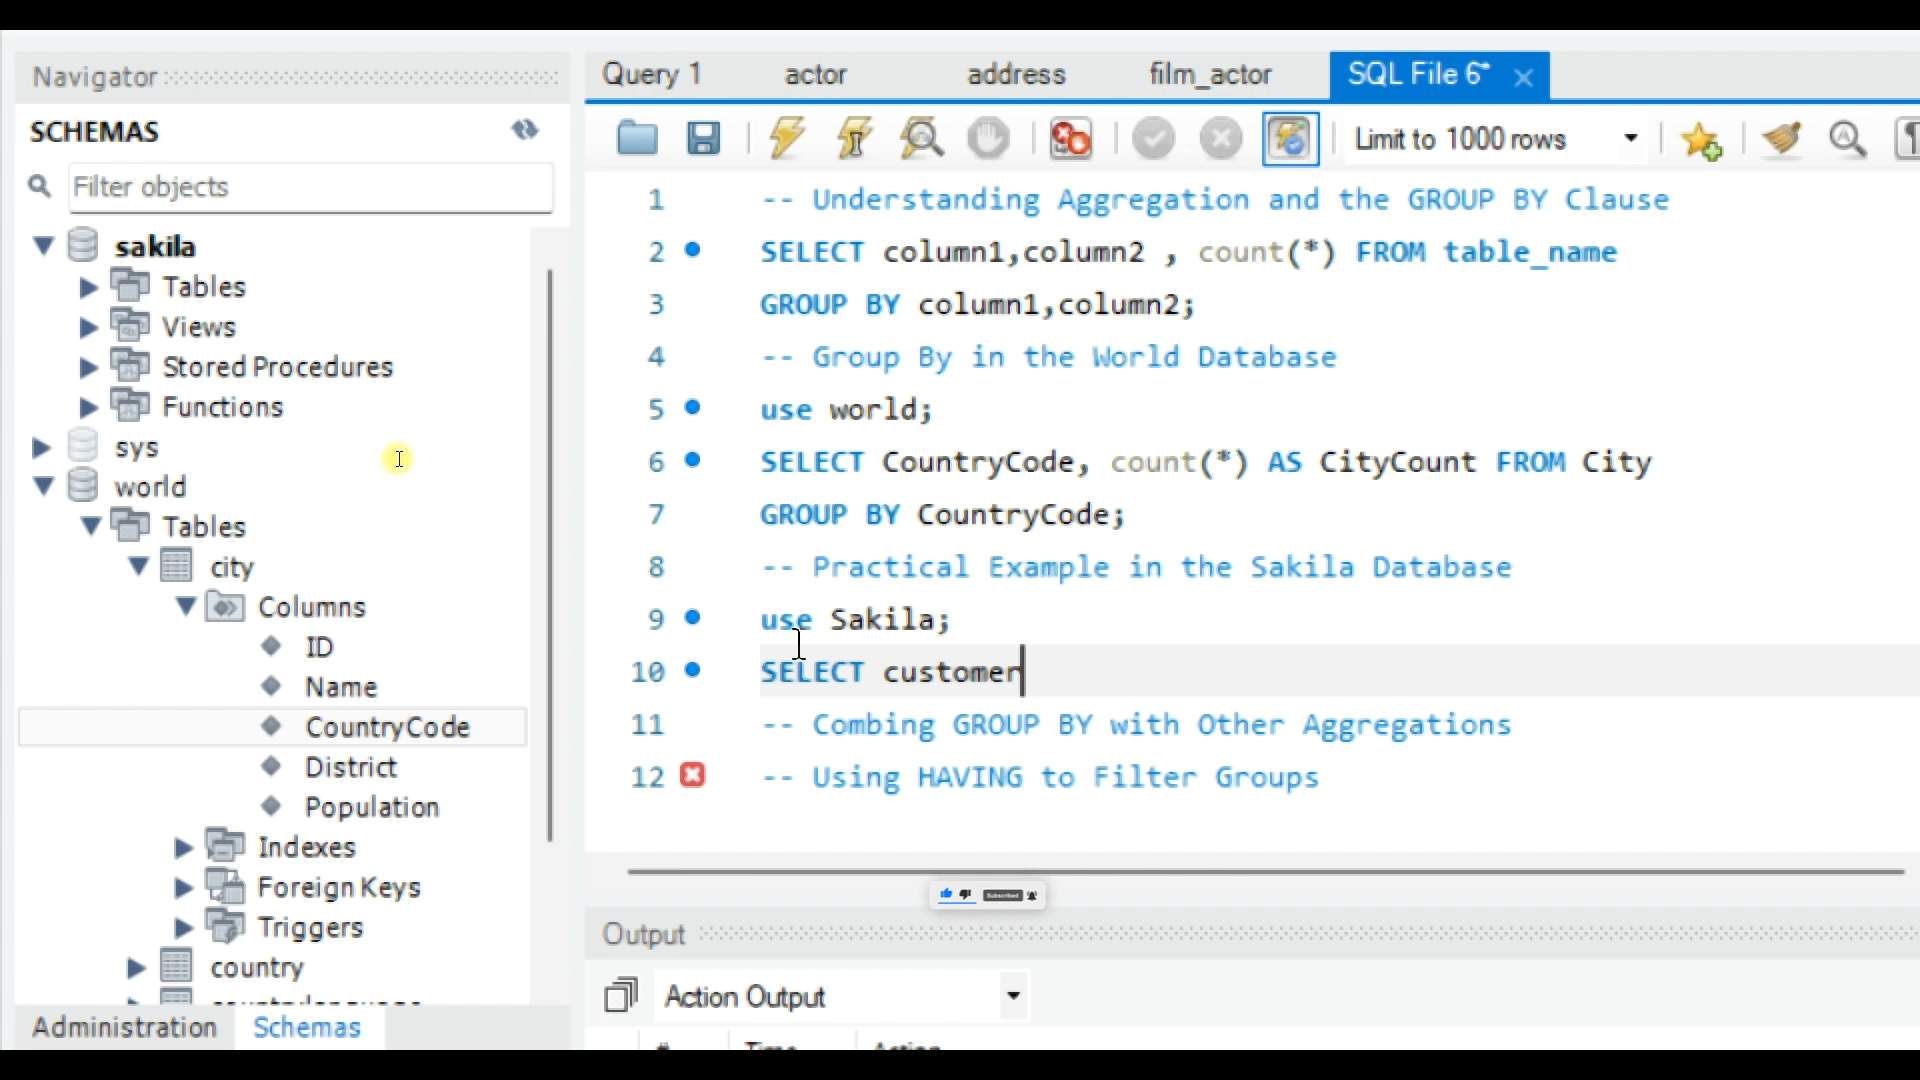 Navigator
SCHEMAS
Filter objects
sakila
Tables
Views
Stored Procedures
Functions
sys
world
Tables
city
Columns
ID
Name
CountryCode
District
Population
Indexes
Foreign Keys
Triggers
country
Administration Schemas
Query 1 actor address film_actor SQL File 6*
Limit to 1000 rows
1 -- Understanding Aggregation and the GROUP BY Clause
2 SELECT column1,column2 , count(*) FROM table_name
3 GROUP BY column1,column2;
4 -- Group By in the World Database
5 use world;
6 SELECT CountryCode, count(*) AS CityCount FROM City
7 GROUP BY CountryCode;
8 -- Practical Example in the Sakila Database
9 use Sakila;
10 SELECT customer
11 -- Combing GROUP BY with Other Aggregations
12 -- Using HAVING to Filter Groups
Subscribed
Output
Action Output
# Time Action